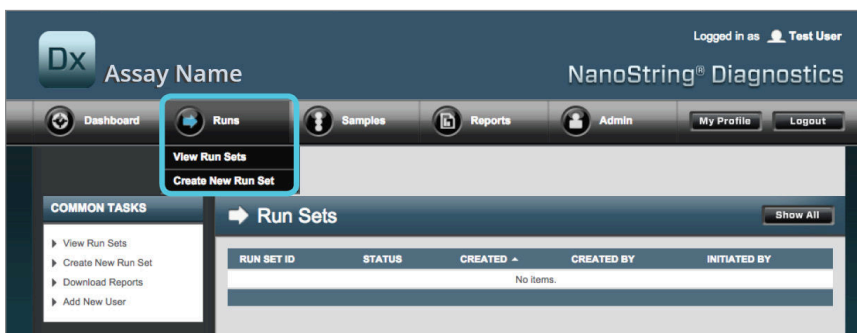 Logged in as Test User
Dx Assay Name
NanoString® Diagnostics
Dashboard Runs Samples Reports Admin My Profile Logout
View Run Sets
Create New Run Set
COMMON TASKS
View Run Sets
Create New Run Set
Download Reports
Add New User
Run Sets Show All
RUN SET ID STATUS CREATED CREATED BY INITIATED BY
No items.